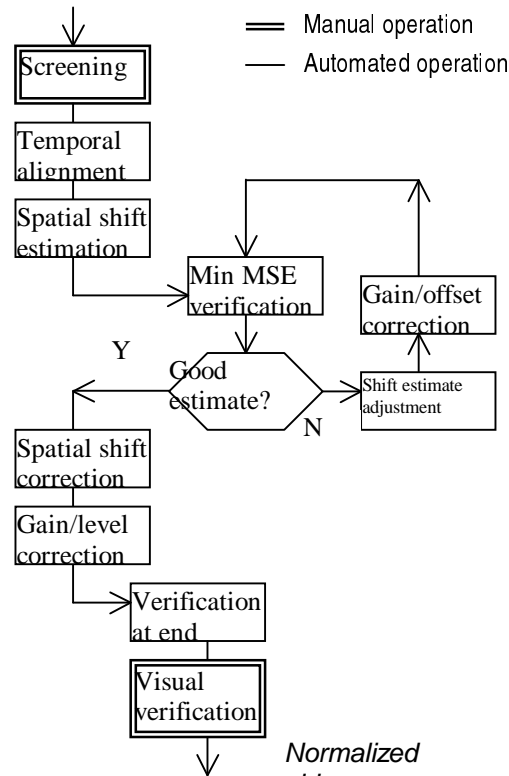 Manual operation
Automated operation
Screening
Temporal
alignment
Spatial shift
estimation
Min MSE
verification
Gain/offset
correction
Y
Good
estimate?
N
Shift estimate
adjustment
Spatial shift
correction
Gain/level
correction
Verification
at end
Visual
verification
Normalized